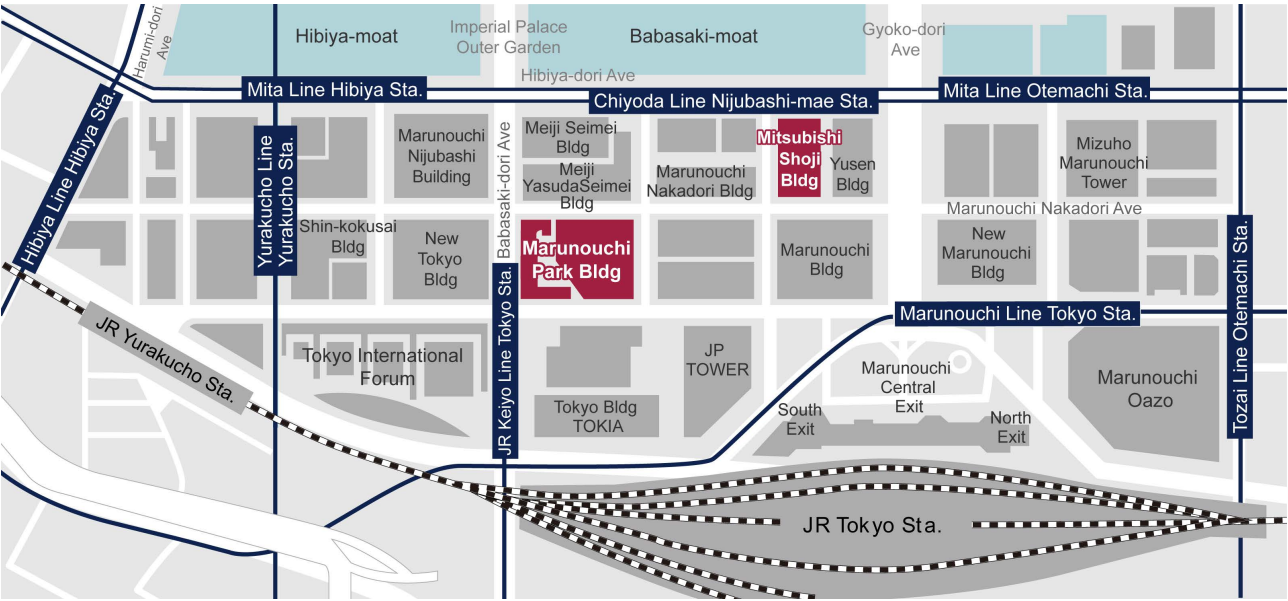 Harumi-dori
Ave
Hibiya-moat
Imperial Palace
Outer Garden
Babasaki-moat
Gyoko-dori
Ave
Hibiya-dori Ave
Mita Line Hibiya Sta.
Chiyoda Line Nijubashi-mae Sta.
Mita Line Otemachi Sta.
Hibiya Line Hibiya Sta.
Yurakucho Line
Yurakucho Sta.
Marunouchi
Nijubashi
Building
Babasaki-dori Ave
Meiji Seimei
Bldg
Meiji
YasudaSeimei
Bldg
Marunouchi
Nakadori Bldg
Mitsubishi
Shoji
Bldg
Yusen
Bldg
Mizuho
Marunouchi
Tower
Marunouchi Nakadori Ave
Shin-kokusai
Bldg
New
Tokyo
Bldg
Marunouchi
Park Bldg
Marunouchi
Bldg
New
Marunouchi
Bldg
Tozai Line Otemachi Sta.
JR Keiyo Line Tokyo Sta.
Marunouchi Line Tokyo Sta.
JR Yurakucho Sta.
Tokyo International
Forum
JP
TOWER
Tokyo Bldg
TOKIA
Marunouchi
Central
Exit
South
Exit
North
Exit
Marunouchi
Oazo
JR Tokyo Sta.